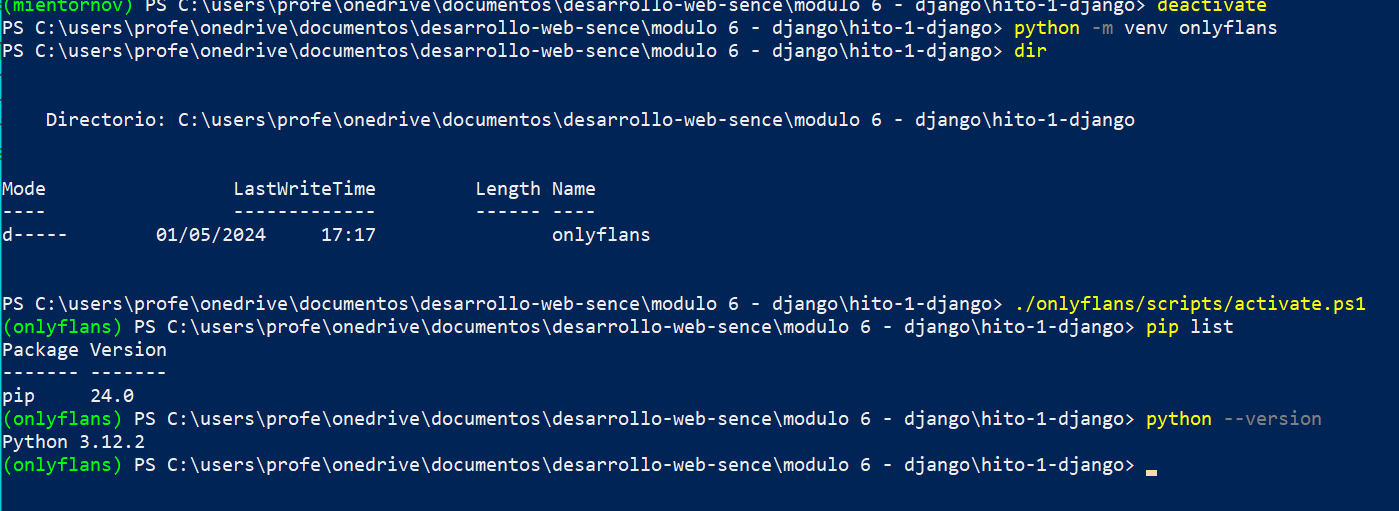 (mientornov) PS C:\users\profe\onedrive\documentos\desarrollo-web-sence\modulo 6 - django\hito-1-django> deactivate
PS C:\users\profe\onedrive\documentos\desarrollo-web-sence\modulo 6 - django\hito-1-django> python -m venv onlyflans
PS C:\users\profe\onedrive\documentos\desarrollo-web-sence\modulo 6 - django\hito-1-django> dir
Directorio: C:\users\profe\onedrive\documentos\desarrollo-web-sence\modulo 6 - django\hito-1-django
Mode LastWriteTime Length Name
---- ------------- ------ ----
d----- 01/05/2024 17:17 onlyflans
PS C:\users\profe\onedrive\documentos\desarrollo-web-sence\modulo 6 - django\hito-1-django> ./onlyflans/scripts/activate.ps1
(onlyflans) PS C:\users\profe\onedrive\documentos\desarrollo-web-sence\modulo 6 - django\hito-1-django> pip list
Package Version
------- -------
pip 24.0
(onlyflans) PS C:\users\profe\onedrive\documentos\desarrollo-web-sence\modulo 6 - django\hito-1-django> python --version
Python 3.12.2
(onlyflans) PS C:\users\profe\onedrive\documentos\desarrollo-web-sence\modulo 6 - django\hito-1-django>